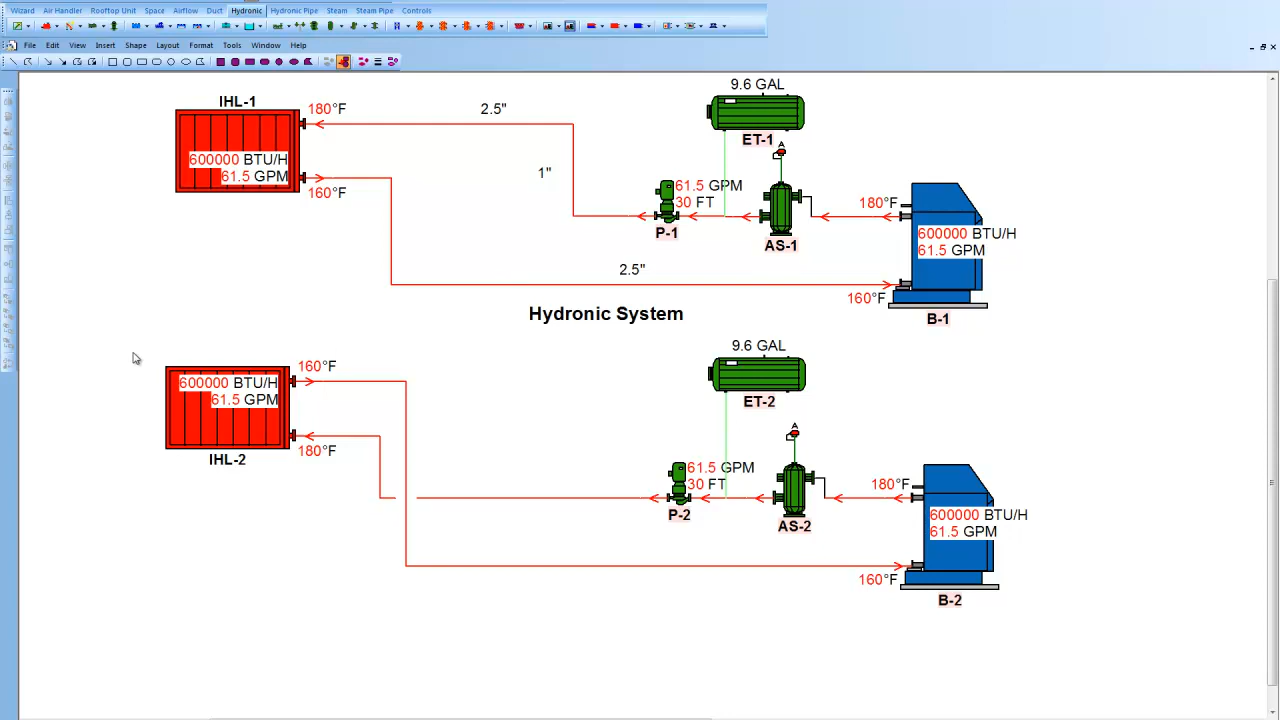 Wizard Air Handler Rooftop Unit Space Airflow Duct Hydronic Hydronic Pipe Steam Steam Pipe Controls
File Edit View Insert Shape Layout Format Tools Window Help
9.6 GAL
IHL-1
180°F
2.5"
ET-1
A
600000 BTU/H
61.5 GPM
1"
160°F
61.5 GPM
30 FT
180°F
P-1
AS-1
600000 BTU/H
61.5 GPM
2.5"
160°F
B-1
Hydronic System
9.6 GAL
160°F
600000 BTU/H
61.5 GPM
ET-2
A
180°F
IHL-2
61.5 GPM
30 FT
180°F
P-2
AS-2
600000 BTU/H
61.5 GPM
160°F
B-2